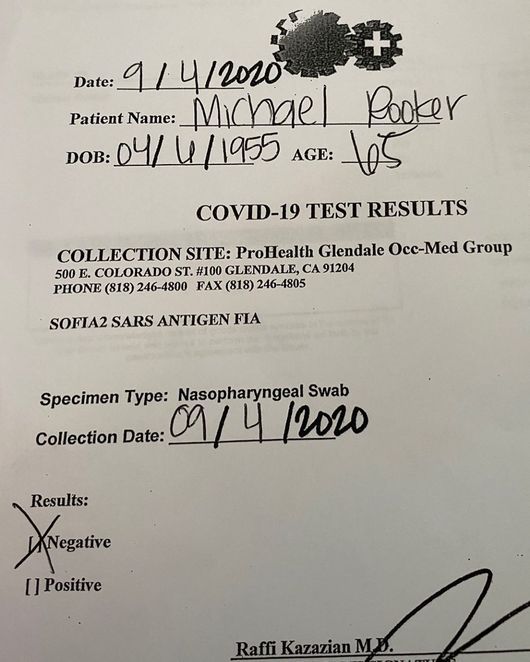 Date: 9/4/2020
Patient Name: Michael Rooker
DOB: 04/6/1955 AGE: 65
COVID-19 TEST RESULTS
COLLECTION SITE: ProHealth Glendale Occ-Med Group
500 E. COLORADO ST. #100 GLENDALE, CA 91204
PHONE (818) 246-4800 FAX (818) 246-4805
SOFIA2 SARS ANTIGEN FIA
Specimen Type: Nasopharyngeal Swab
Collection Date: 09/4/2020
Results:
[X] Negative
[ ] Positive
Raffi Kazazian M.D.